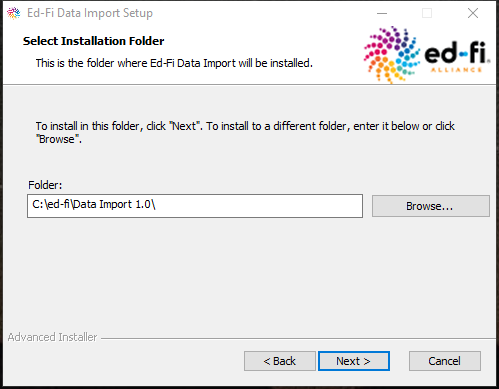 Ed-Fi Data Import Setup
Select Installation Folder
This is the folder where Ed-Fi Data Import will be installed.
ed-fi
ALLIANCE
To install in this folder, click "Next". To install to a different folder, enter it below or click
"Browse".
Folder:
C:\ed-fi\Data Import 1.0\
Browse...
Advanced Installer
< Back
Next >
Cancel